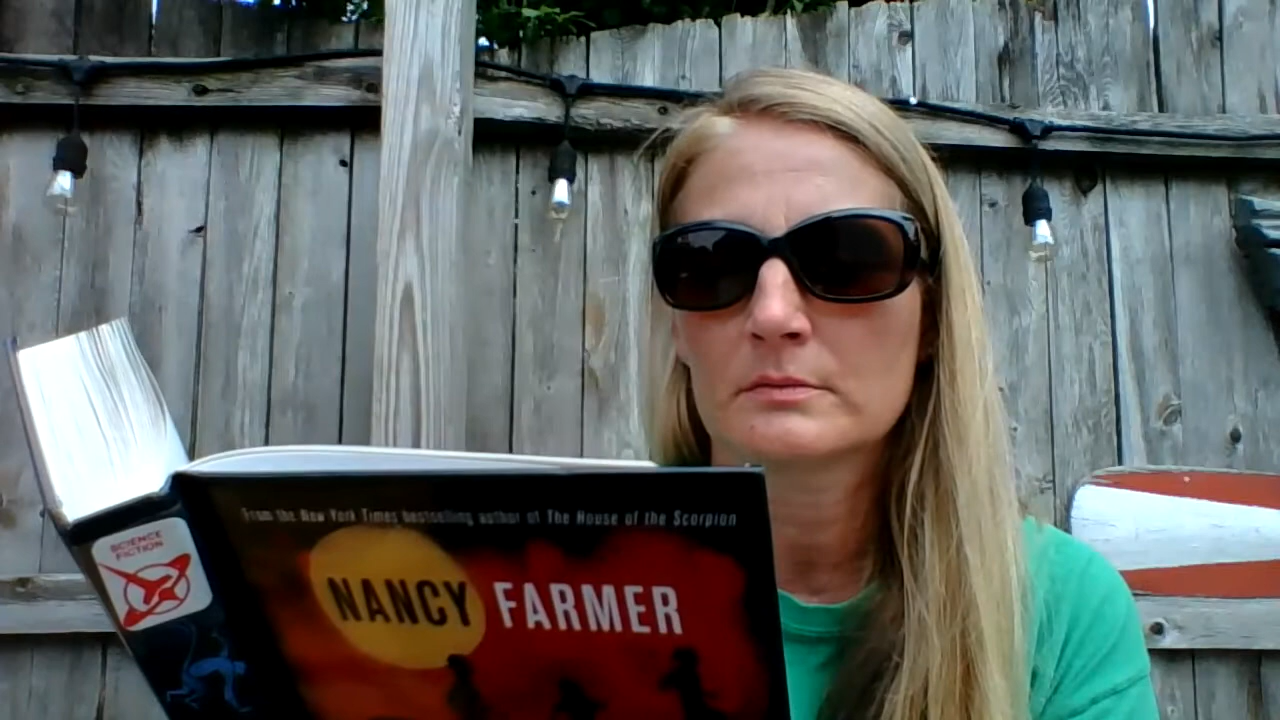 From the New York Times bestselling author of The House of the Scorpion
NANCY FARMER
SCIENCE
FICTION